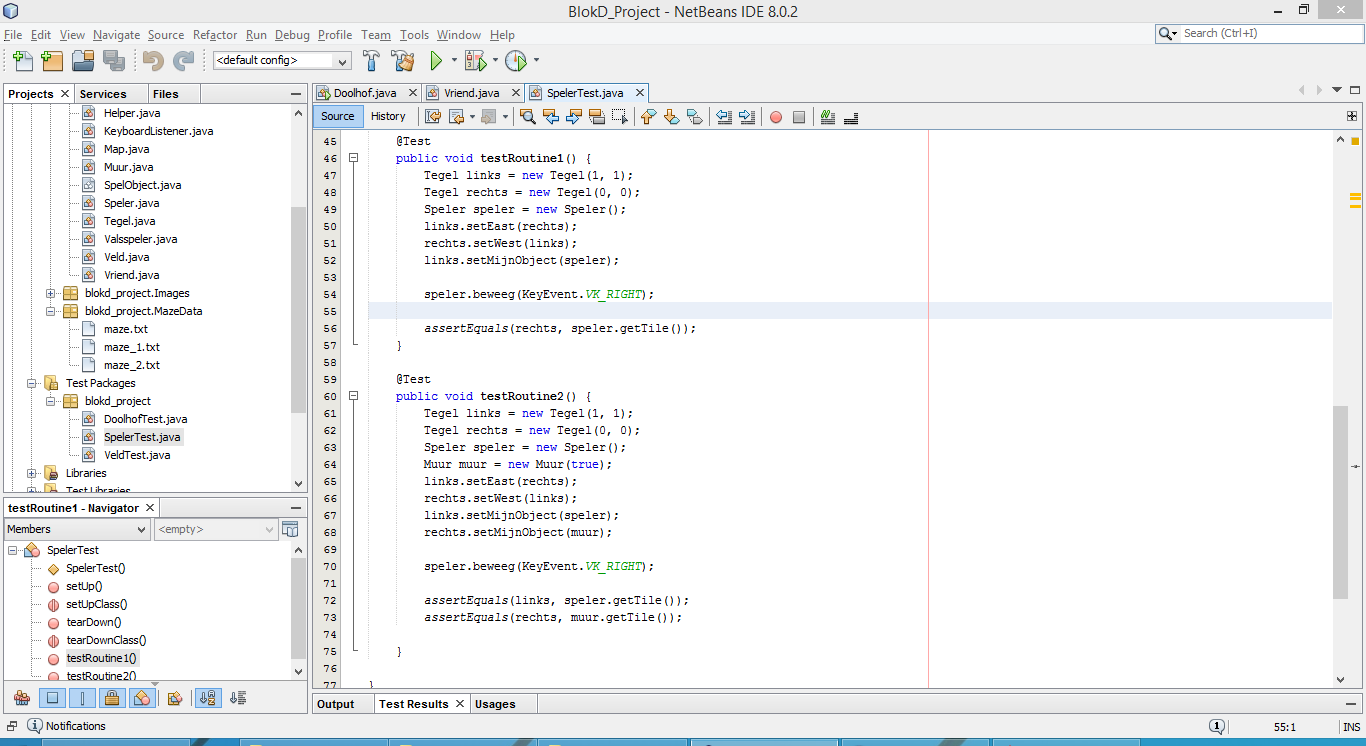 BlokD_Project - NetBeans IDE 8.0.2
File Edit View Navigate Source Refactor Run Debug Profile Team Tools Window Help
Search (Ctrl+I)
<default config>
Projects Services Files
Helper.java
KeyboardListener.java
Map.java
Muur.java
SpelObject.java
Speler.java
Tegel.java
Valsspeler.java
Veld.java
Vriend.java
blokd_project.Images
blokd_project.MazeData
maze.txt
maze_1.txt
maze_2.txt
Test Packages
blokd_project
DoolhofTest.java
SpelerTest.java
VeldTest.java
Libraries
Test Libraries
testRoutine1 - Navigator
Members <empty>
SpelerTest
SpelerTest()
setUp()
setUpClass()
tearDown()
tearDownClass()
testRoutine1()
testRoutine2()
Doolhof.java Vriend.java SpelerTest.java
Source History
45 @Test
46 public void testRoutine1() {
47 Tegel links = new Tegel(1, 1);
48 Tegel rechts = new Tegel(0, 0);
49 Speler speler = new Speler();
50 links.setEast(rechts);
51 rechts.setWest(links);
52 links.setMijnObject(speler);
53
54 speler.beweeg(KeyEvent.VK_RIGHT);
55
56 assertEquals(rechts, speler.getTile());
57 }
58
59 @Test
60 public void testRoutine2() {
61 Tegel links = new Tegel(1, 1);
62 Tegel rechts = new Tegel(0, 0);
63 Speler speler = new Speler();
64 Muur muur = new Muur(true);
65 links.setEast(rechts);
66 rechts.setWest(links);
67 links.setMijnObject(speler);
68 rechts.setMijnObject(muur);
69
70 speler.beweeg(KeyEvent.VK_RIGHT);
71
72 assertEquals(links, speler.getTile());
73 assertEquals(rechts, muur.getTile());
74
75 }
76
77 }
Output Test Results Usages
Notifications
1 55:1 INS